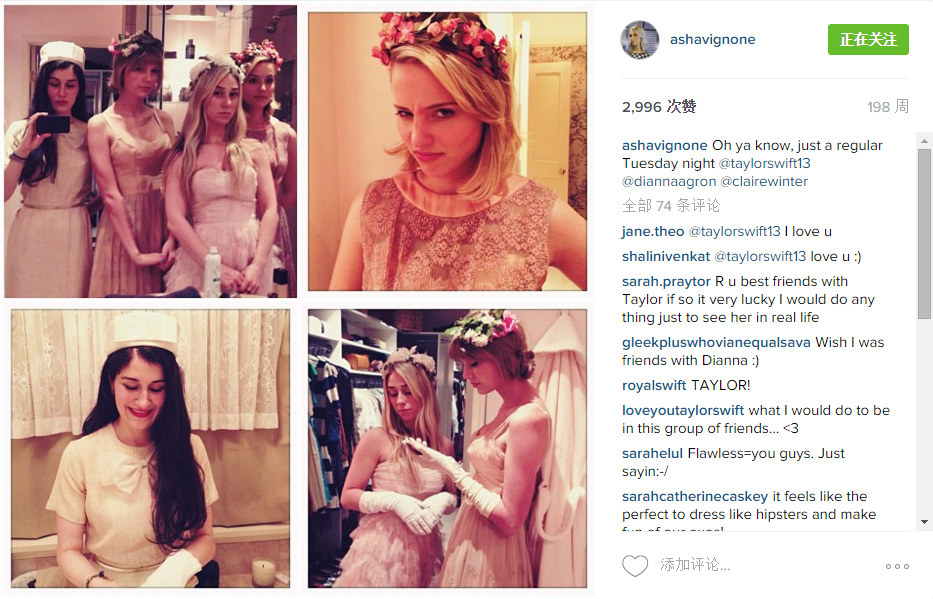 ashavignone
正在关注
2,996 次赞
198 周
ashavignone Oh ya know, just a regular
Tuesday night @taylorswift13
@diannaagron @clairewinter
全部 74 条评论
jane.theo @taylorswift13 I love u
shalinivenkat @taylorswift13 love u :)
sarah.praytor R u best friends with
Taylor if so it very lucky I would do any
thing just to see her in real life
gleekpluswhovianequalsava Wish I was
friends with Dianna :)
royalswift TAYLOR!
loveyoutaylorswift what I would do to be
in this group of friends... <3
sarahelul Flawless=you guys. Just
sayin:-/
sarahcatherinecaskey it feels like the
perfect to dress like hipsters and make
添加评论...